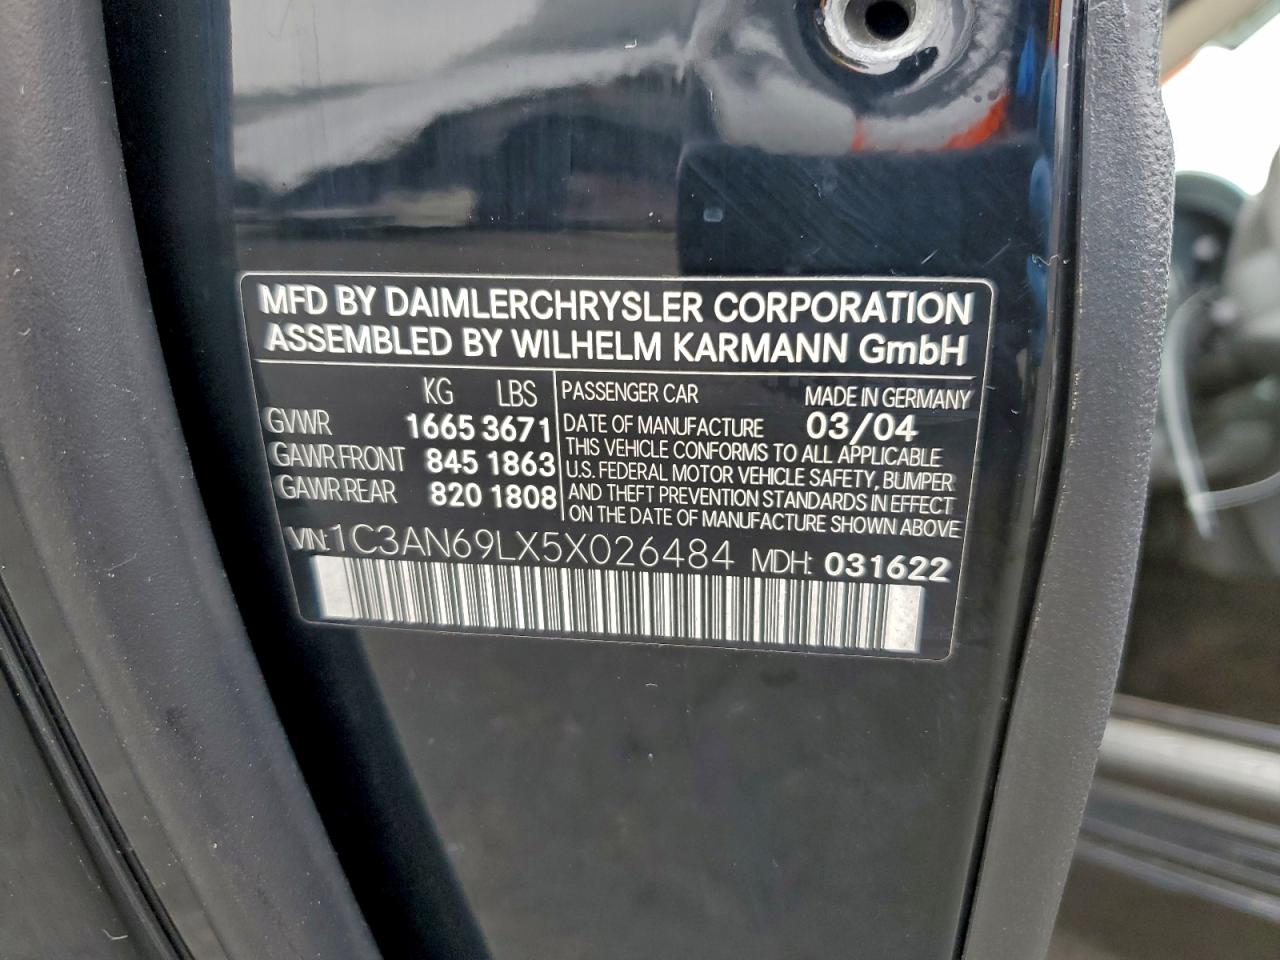 MFD BY DAIMLERCHRYSLER CORPORATION
ASSEMBLED BY WILHELM KARMANN GmbH
KG LBS
GVWR 1665 3671
GAWR FRONT 845 1863
GAWR REAR 820 1808
PASSENGER CAR MADE IN GERMANY
DATE OF MANUFACTURE 03/04
THIS VEHICLE CONFORMS TO ALL APPLICABLE
U.S. FEDERAL MOTOR VEHICLE SAFETY, BUMPER
AND THEFT PREVENTION STANDARDS IN EFFECT
ON THE DATE OF MANUFACTURE SHOWN ABOVE
VIN: 1C3AN69LX5X026484 MDH: 031622